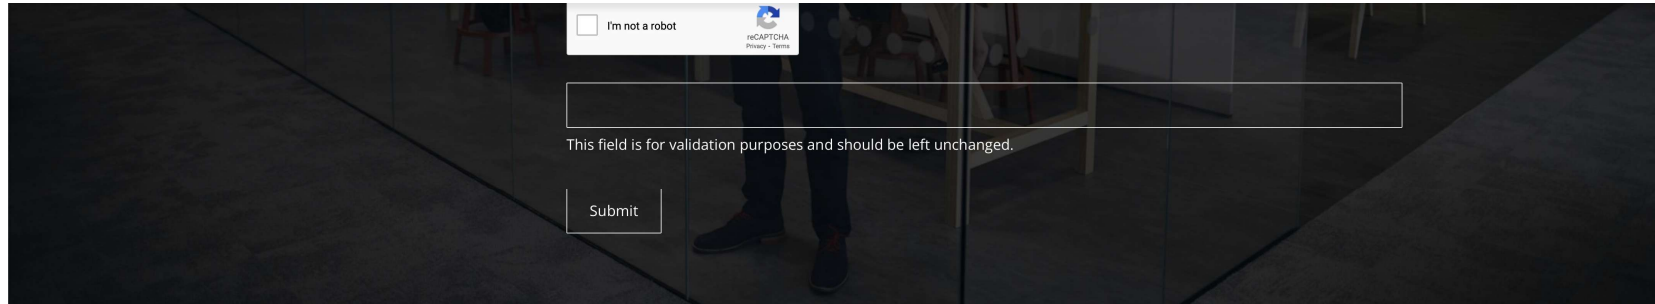 I'm not a robot
reCAPTCHA
Privacy - Terms
This field is for validation purposes and should be left unchanged.
Submit